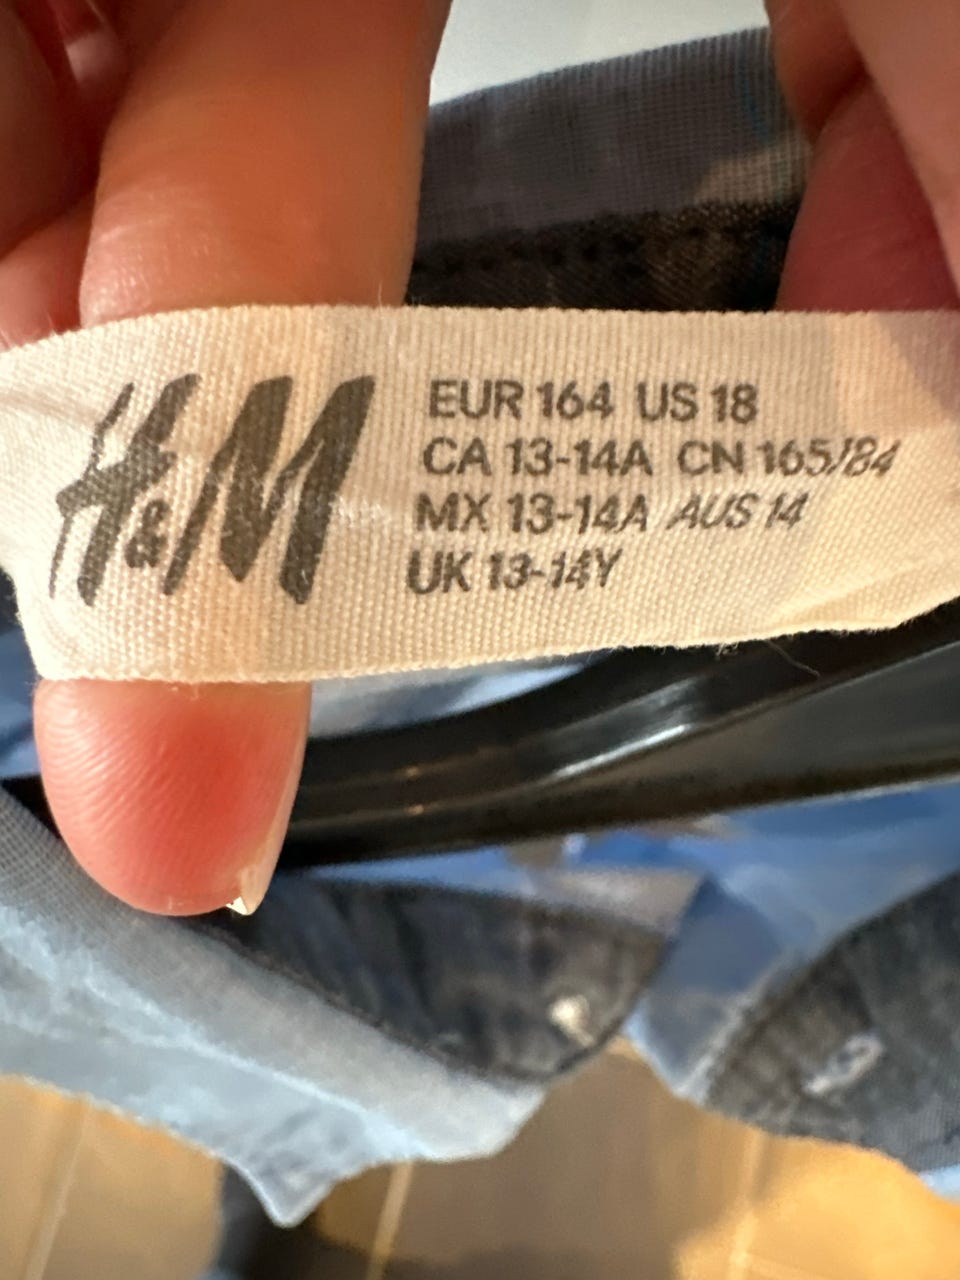 H&M
EUR 164 US 18
CA 13-14A CN 165/84
MX 13-14A AUS 14
UK 13-14Y